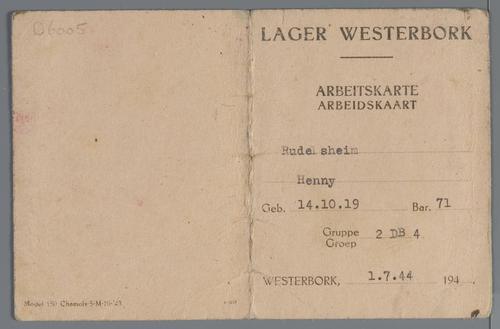 D6005
LAGER WESTERBORK
ARBEITSKARTE
ARBEIDSKAART
Rudelsheim
Henny
Geb. 14.10.19 Bar. 71
Gruppe
Groep 2 DB 4
WESTERBORK, 1.7.44 194